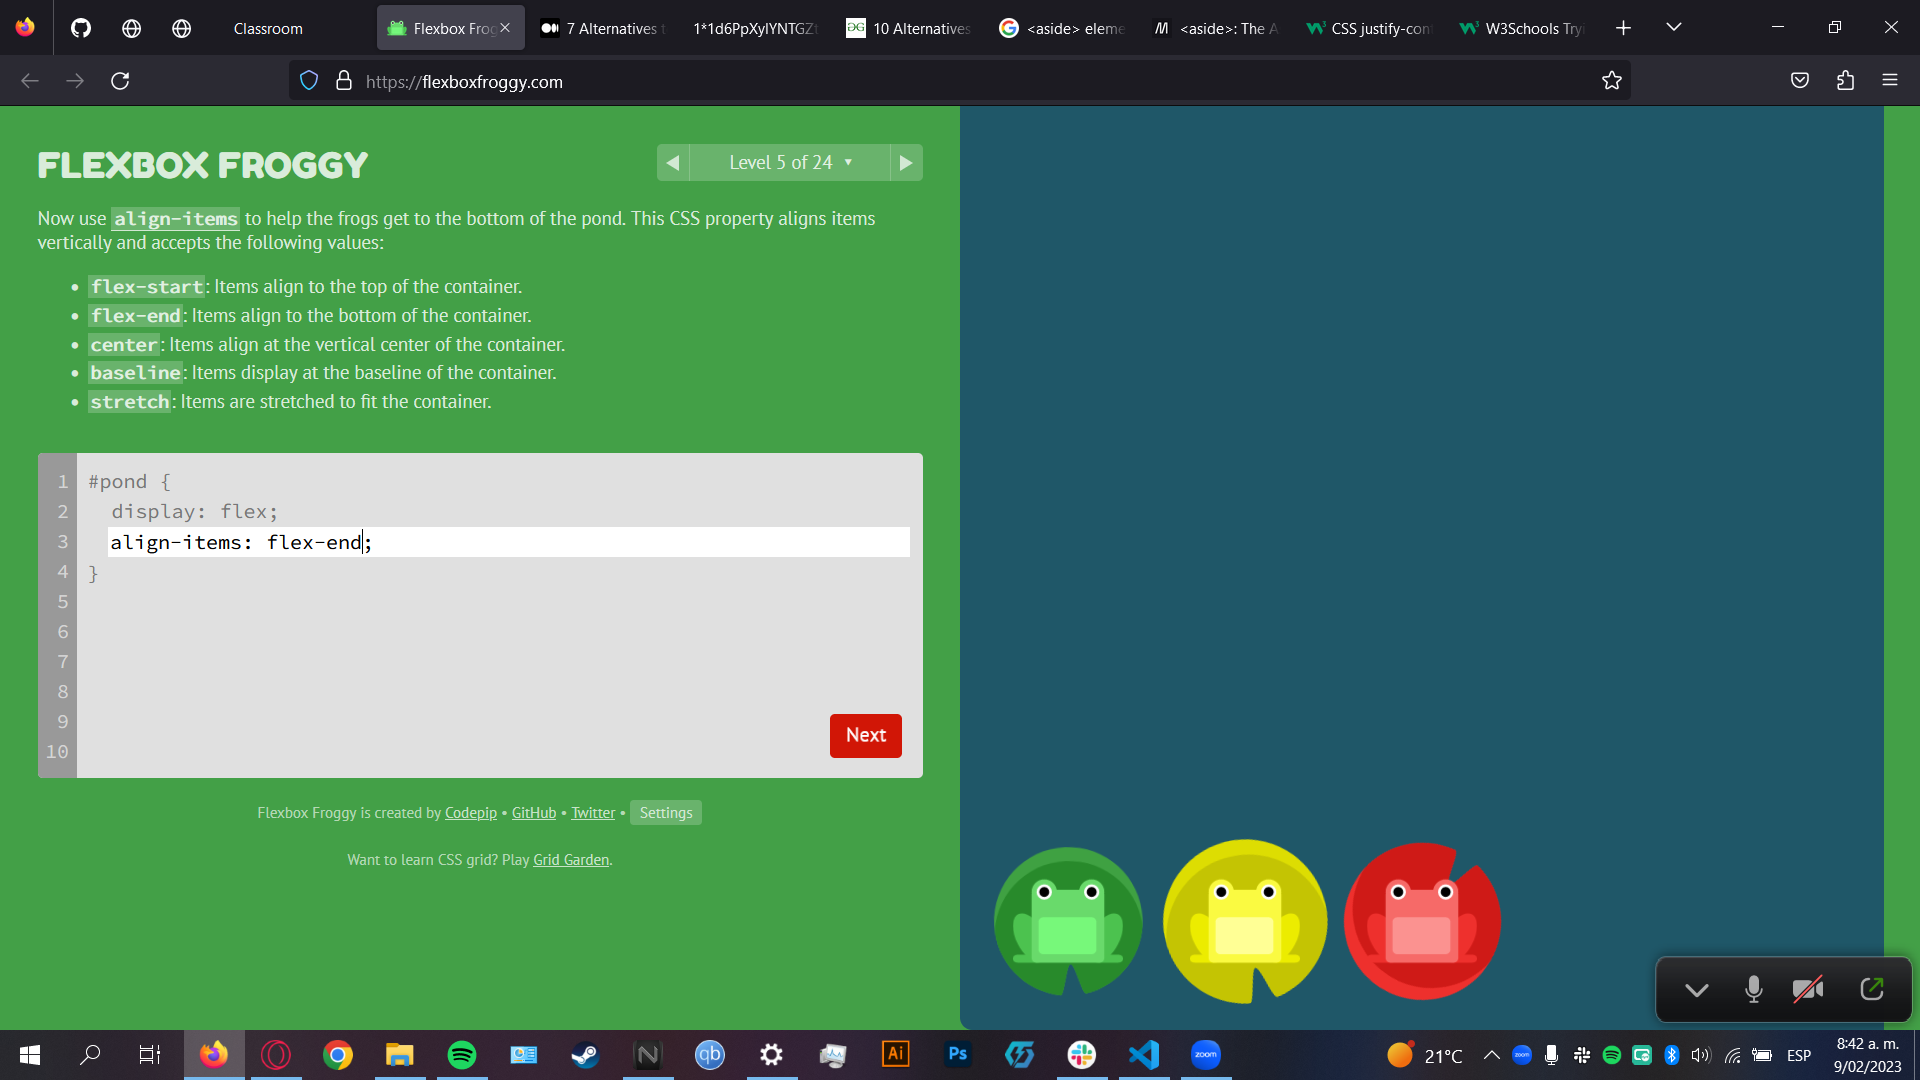 Classroom
Flexbox Frog
7 Alternatives t
1*1d6PpXylYNTGZt
10 Alternatives
<aside> eleme
<aside>: The A
CSS justify-con
W3Schools Tryi
https://flexboxfroggy.com
FLEXBOX FROGGY
Level 5 of 24
Now use align-items to help the frogs get to the bottom of the pond. This CSS property aligns items
vertically and accepts the following values:
flex-start: Items align to the top of the container.
flex-end: Items align to the bottom of the container.
center: Items align at the vertical center of the container.
baseline: Items display at the baseline of the container.
stretch: Items are stretched to fit the container.
1 #pond {
2 display: flex;
3 align-items: flex-end;
4 }
5
6
7
8
9
10
Next
Flexbox Froggy is created by Codepip • GitHub • Twitter • Settings
Want to learn CSS grid? Play Grid Garden.
qb
Ai
Ps
zoom
21°C
ESP
8:42 a. m.
9/02/2023